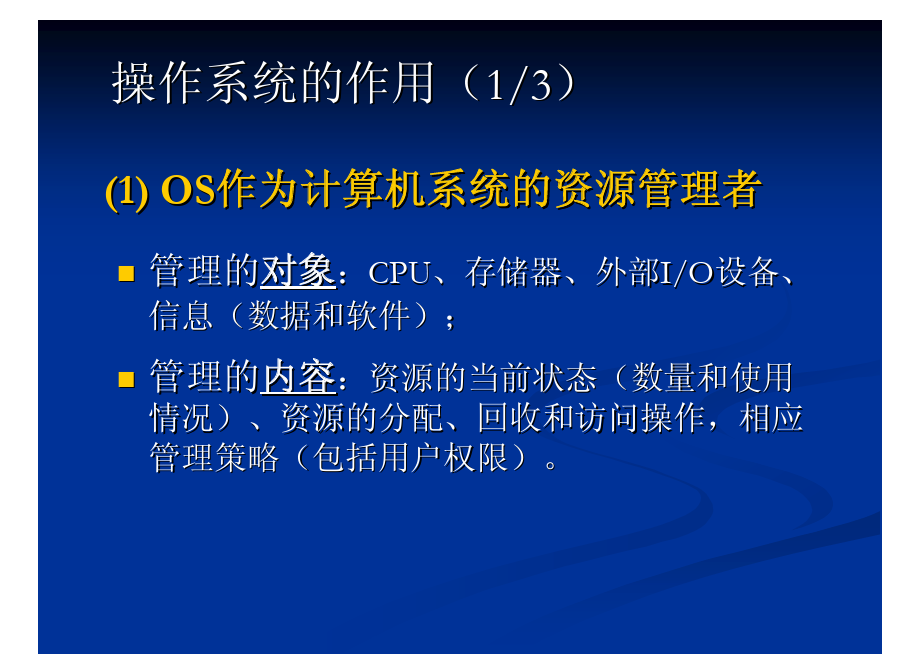 操作系统的作用（1/3）
(1) OS作为计算机系统的资源管理者
管理的对象：CPU、存储器、外部I/O设备、
信息（数据和软件）；
管理的内容：资源的当前状态（数量和使用
情况）、资源的分配、回收和访问操作，相应
管理策略（包括用户权限）。